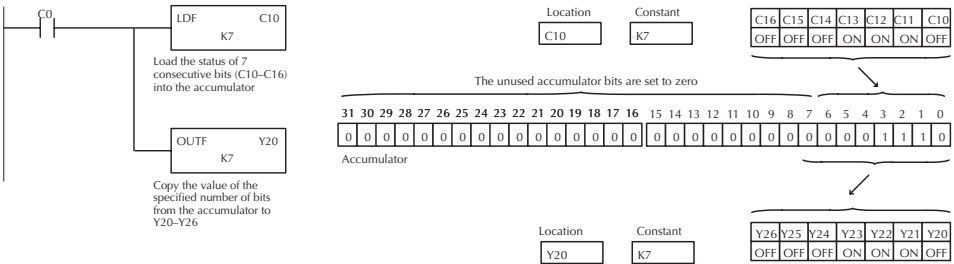 C0
LDF C10
K7
Load the status of 7
consecutive bits (C10–C16)
into the accumulator
OUTF Y20
K7
Copy the value of the
specified number of bits
from the accumulator to
Y20–Y26
Location Constant
C10 K7
C16 C15 C14 C13 C12 C11 C10
OFF OFF OFF ON ON ON OFF
The unused accumulator bits are set to zero
31 30 29 28 27 26 25 24 23 22 21 20 19 18 17 16 15 14 13 12 11 10 9 8 7 6 5 4 3 2 1 0
0 0 0 0 0 0 0 0 0 0 0 0 0 0 0 0 0 0 0 0 0 0 0 0 0 0 0 0 1 1 1 0
Accumulator
Location Constant
Y20 K7
Y26 Y25 Y24 Y23 Y22 Y21 Y20
OFF OFF OFF ON ON ON OFF